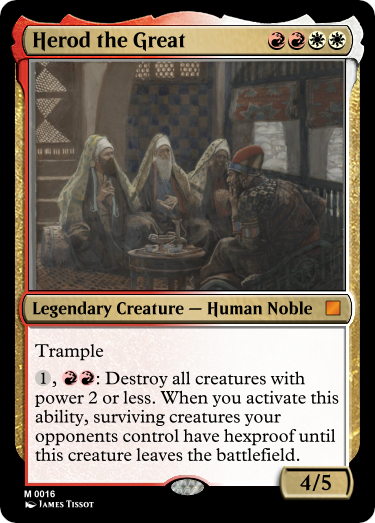 Herod the Great
Legendary Creature — Human Noble
Trample
1, : Destroy all creatures with
power 2 or less. When you activate this
ability, surviving creatures your
opponents control have hexproof until
this creature leaves the battlefield.
4/5
M 0016
James Tissot